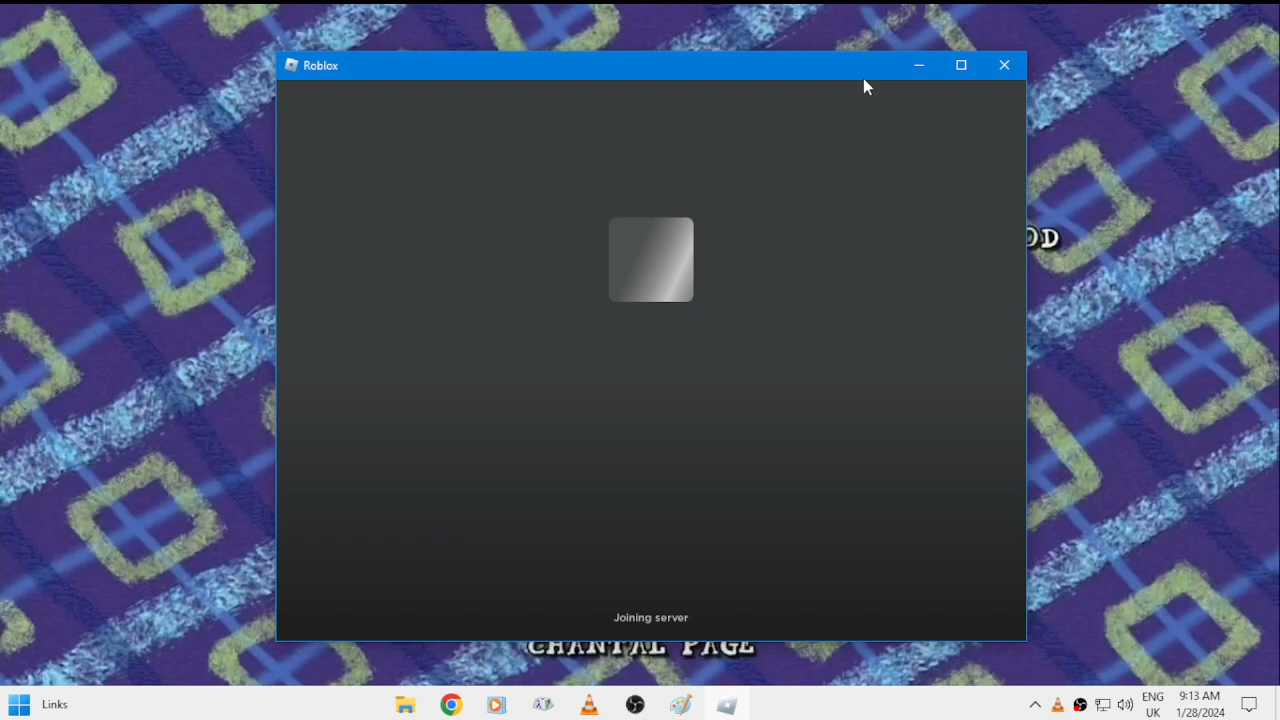 Roblox
OD
Joining server
CHANTAL PAGE
Links
ENG
UK
9:13 AM
1/28/2024